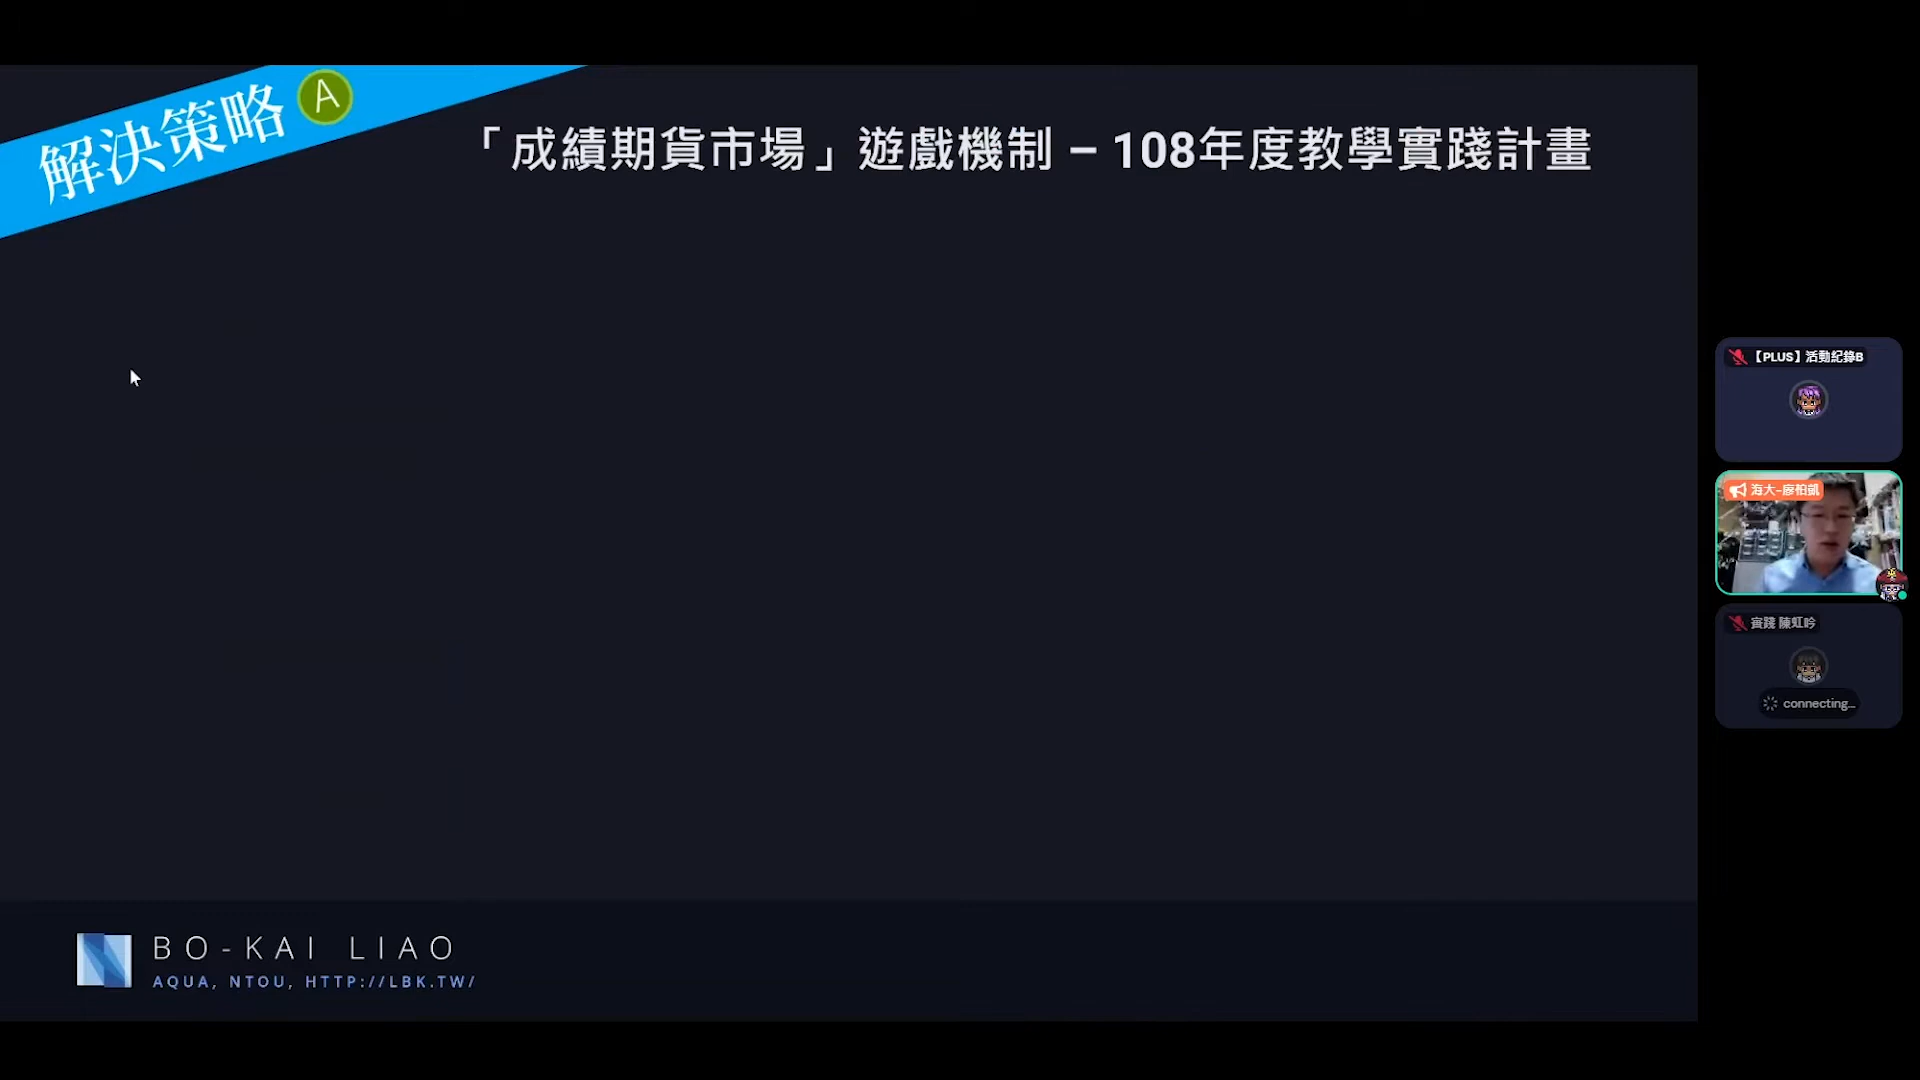 解決策略 A
「成績期貨市場」遊戲機制 – 108年度教學實踐計畫
【PLUS】活動紀錄B
海大-廖柏凱
實踐 陳虹吟
connecting...
BO-KAI LIAO
AQUA, NTOU, HTTP://LBK.TW/